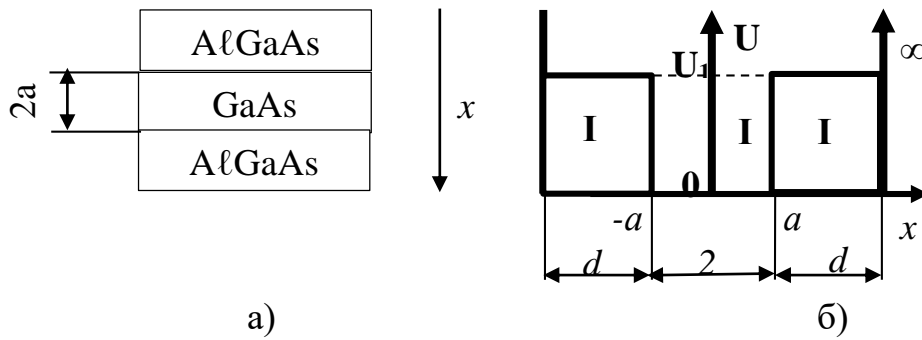 AℓGaAs
GaAs
AℓGaAs
2a
x
а)
U
∞
U₁
I
I
I
0
-a
a
x
d
2
d
б)